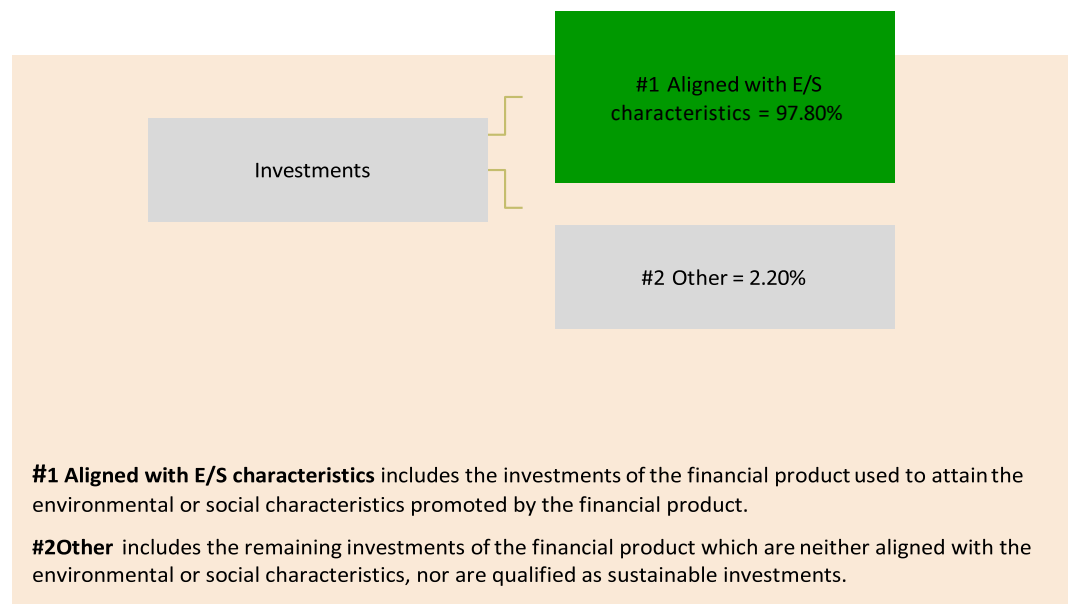 #1 Aligned with E/S
characteristics = 97.80%
Investments
#2 Other = 2.20%
#1 Aligned with E/S characteristics includes the investments of the financial product used to attain the
environmental or social characteristics promoted by the financial product.
#2Other includes the remaining investments of the financial product which are neither aligned with the
environmental or social characteristics, nor are qualified as sustainable investments.